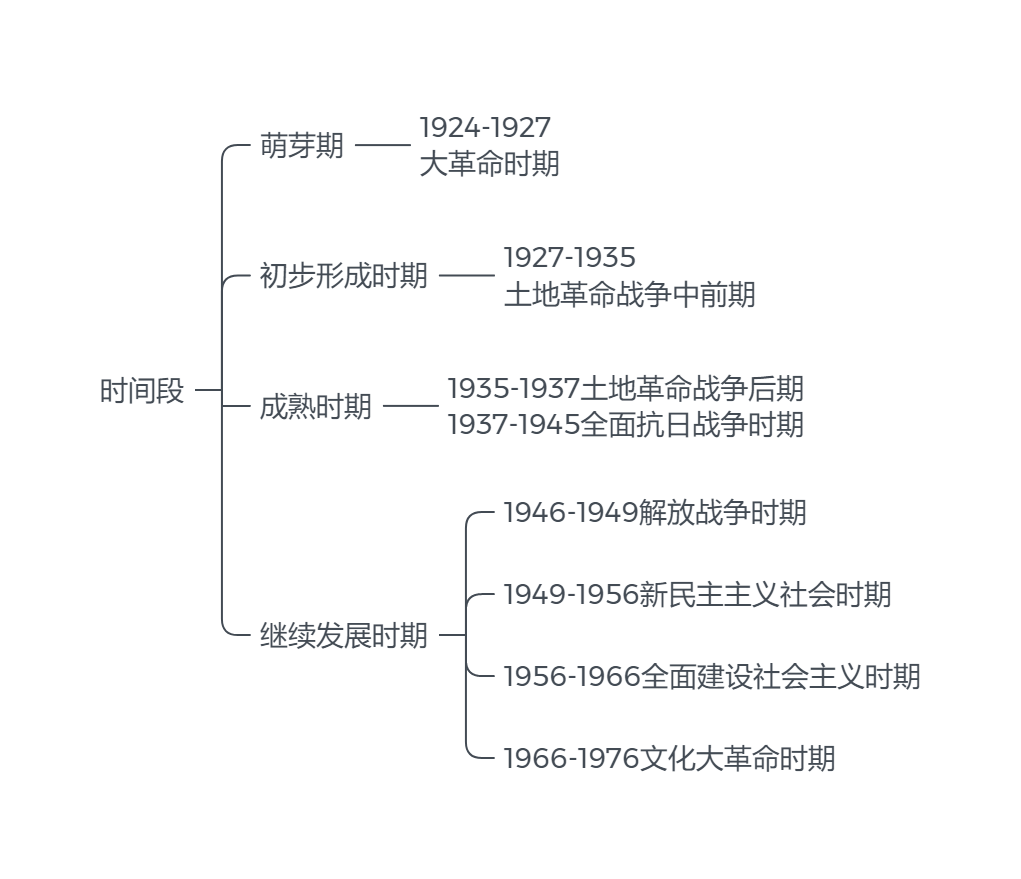 时间段
萌芽期
1924-1927
大革命时期
初步形成时期
1927-1935
土地革命战争中前期
成熟时期
1935-1937土地革命战争后期
1937-1945全面抗日战争时期
继续发展时期
1946-1949解放战争时期
1949-1956新民主主义社会时期
1956-1966全面建设社会主义时期
1966-1976文化大革命时期